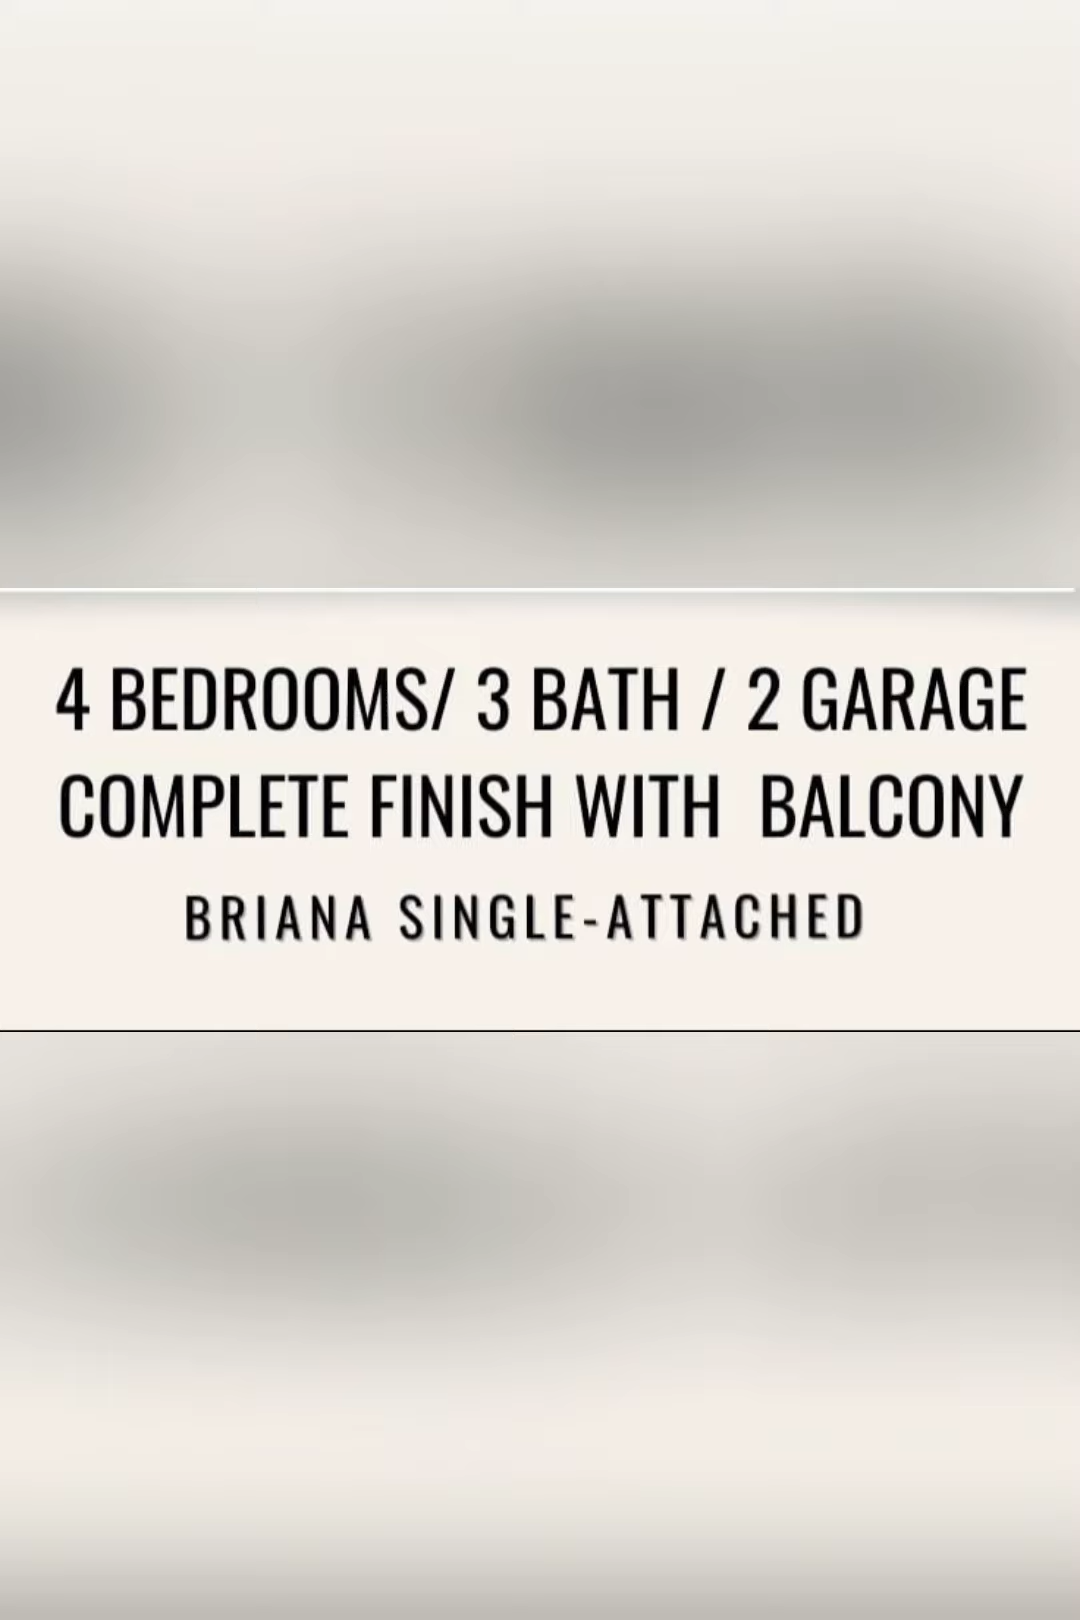 4 BEDROOMS/ 3 BATH / 2 GARAGE
COMPLETE FINISH WITH BALCONY
BRIANA SINGLE-ATTACHED